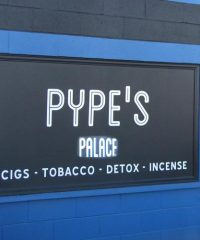 PYPE'S
PALACE
CIGS · TOBACCO · DETOX · INCENSE